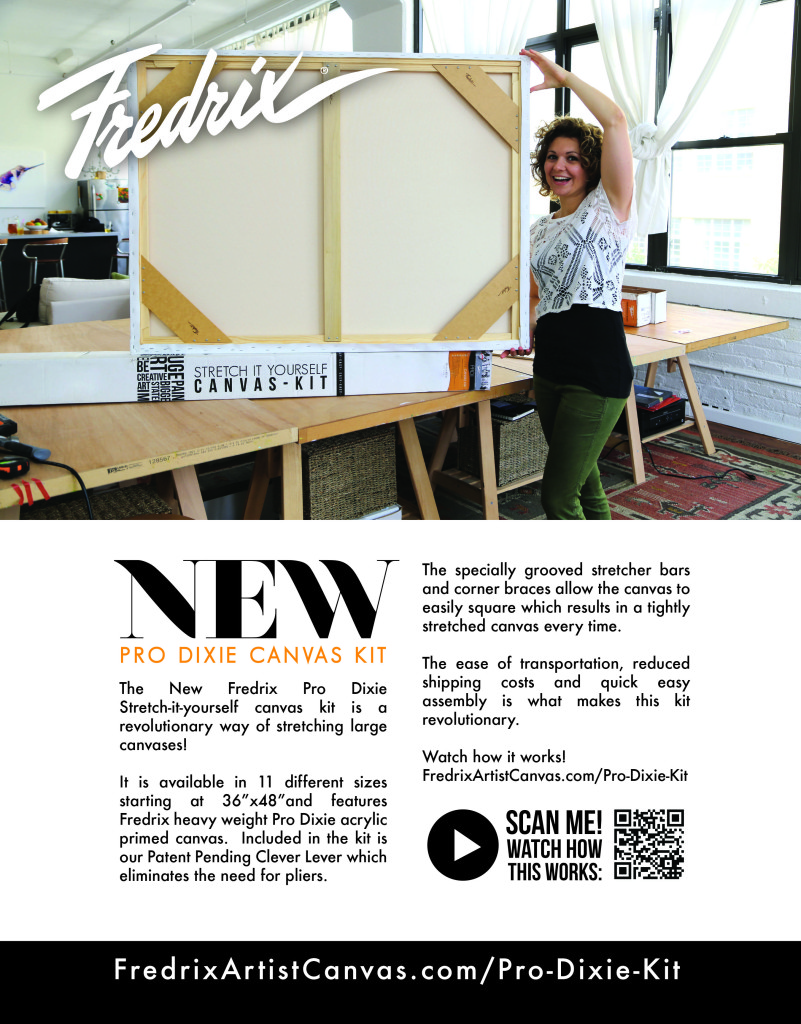 Fredrix
BE
CREATIVE
ART
STRETCH IT YOURSELF
CANVAS-KIT
128567
NEW
PRO DIXIE CANVAS KIT
The New Fredrix Pro Dixie
Stretch-it-yourself canvas kit is a
revolutionary way of stretching large
canvases!
It is available in 11 different sizes
starting at 36”x48”and features
Fredrix heavy weight Pro Dixie acrylic
primed canvas. Included in the kit is
our Patent Pending Clever Lever which
eliminates the need for pliers.
The specially grooved stretcher bars
and corner braces allow the canvas to
easily square which results in a tightly
stretched canvas every time.
The ease of transportation, reduced
shipping costs and quick easy
assembly is what makes this kit
revolutionary.
Watch how it works!
FredrixArtistCanvas.com/Pro-Dixie-Kit
SCAN ME!
WATCH HOW
THIS WORKS:
FredrixArtistCanvas.com/Pro-Dixie-Kit